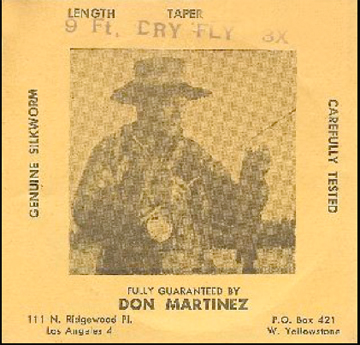 LENGTH TAPER
9 Ft. DRY FLY 3X
GENUINE SILKWORM
CAREFULLY TESTED
FULLY GUARANTEED BY
DON MARTINEZ
111 N. Ridgewood Pl. P.O. Box 421
Los Angeles 4 W. Yellowstone